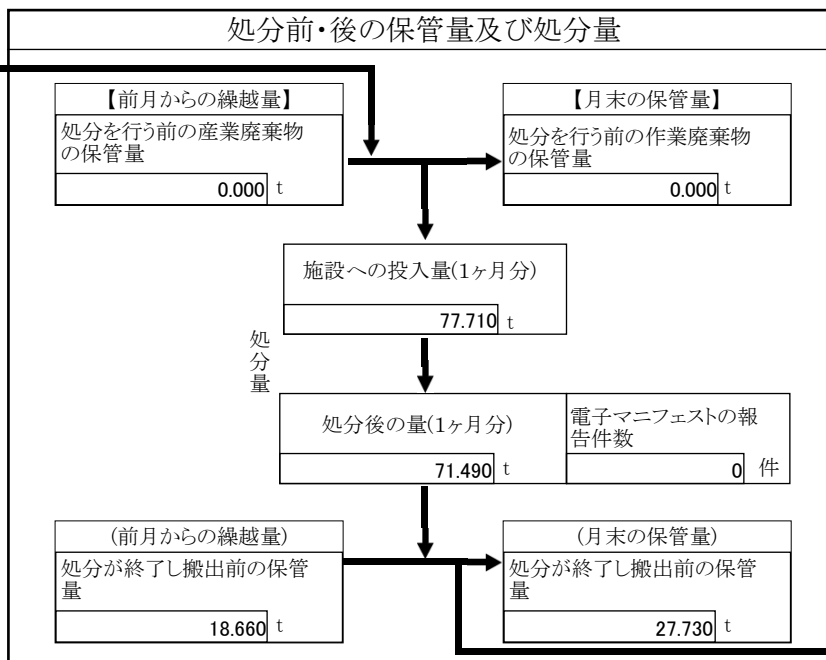 処分前・後の保管量及び処分量
【前月からの繰越量】
処分を行う前の産業廃棄物
の保管量
0.000 t
【月末の保管量】
処分を行う前の作業廃棄物
の保管量
0.000 t
施設への投入量(1ヶ月分)
77.710 t
処分量
処分後の量(1ヶ月分)
71.490 t
電子マニフェストの報
告件数
0 件
(前月からの繰越量)
処分が終了し搬出前の保管
量
18.660 t
(月末の保管量)
処分が終了し搬出前の保管
量
27.730 t